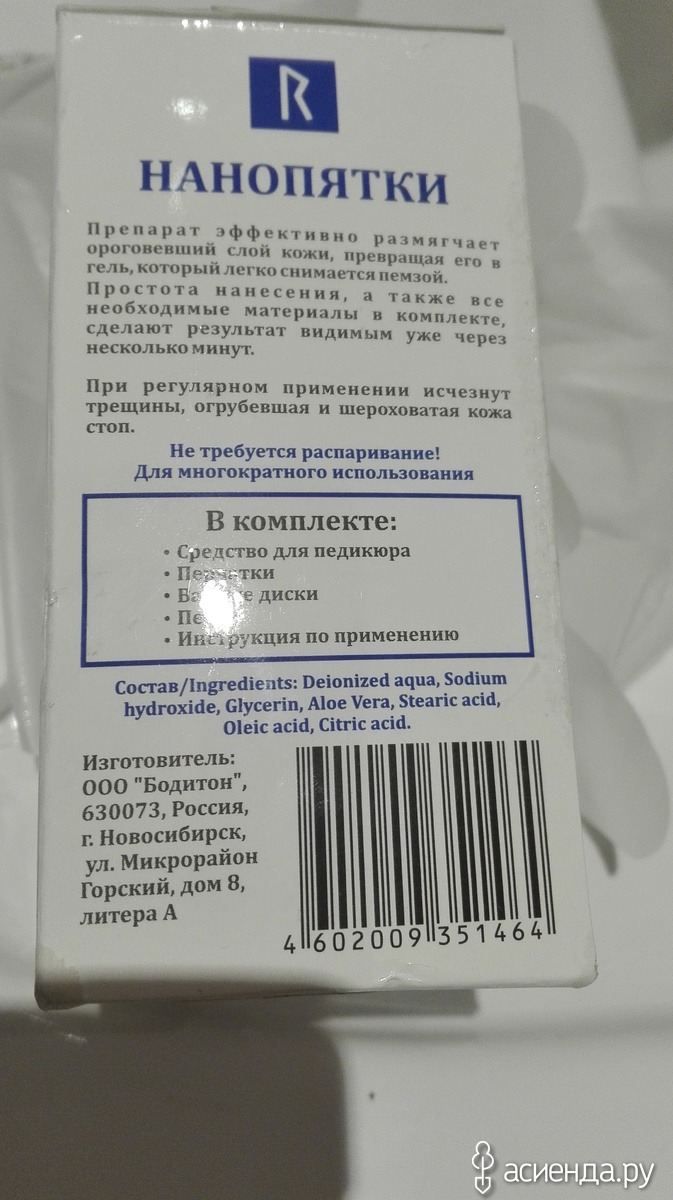 R
НАНОПЯТКИ
Препарат эффективно размягчает
ороговевший слой кожи, превращая его в
гель, который легко снимается пемзой.
Простота нанесения, а также все
необходимые материалы в комплекте,
сделают результат видимым уже через
несколько минут.
При регулярном применении исчезнут
трещины, огрубевшая и шероховатая кожа
стоп.
Не требуется распаривание!
Для многократного использования
В комплекте:
• Средство для педикюра
• Перчатки
• диски
•
• Инструкция по применению
Состав/Ingredients: Deionized aqua, Sodium
hydroxide, Glycerin, Aloe Vera, Stearic acid,
Oleic acid, Citric acid.
Изготовитель:
ООО "Бодитон",
630073, Россия,
г. Новосибирск,
ул. Микрорайон
Горский, дом 8,
литера А
4 602009 351464
асиенда.ру